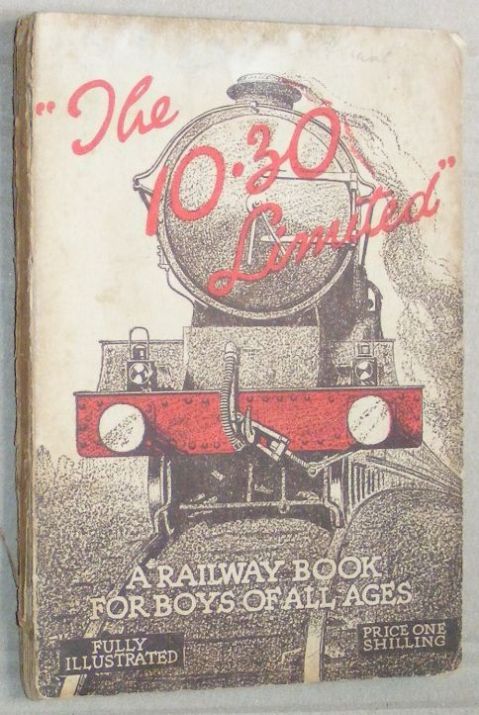 "The
10.30
Limited"
A RAILWAY BOOK
FOR BOYS OF ALL AGES
FULLY
ILLUSTRATED
PRICE ONE
SHILLING